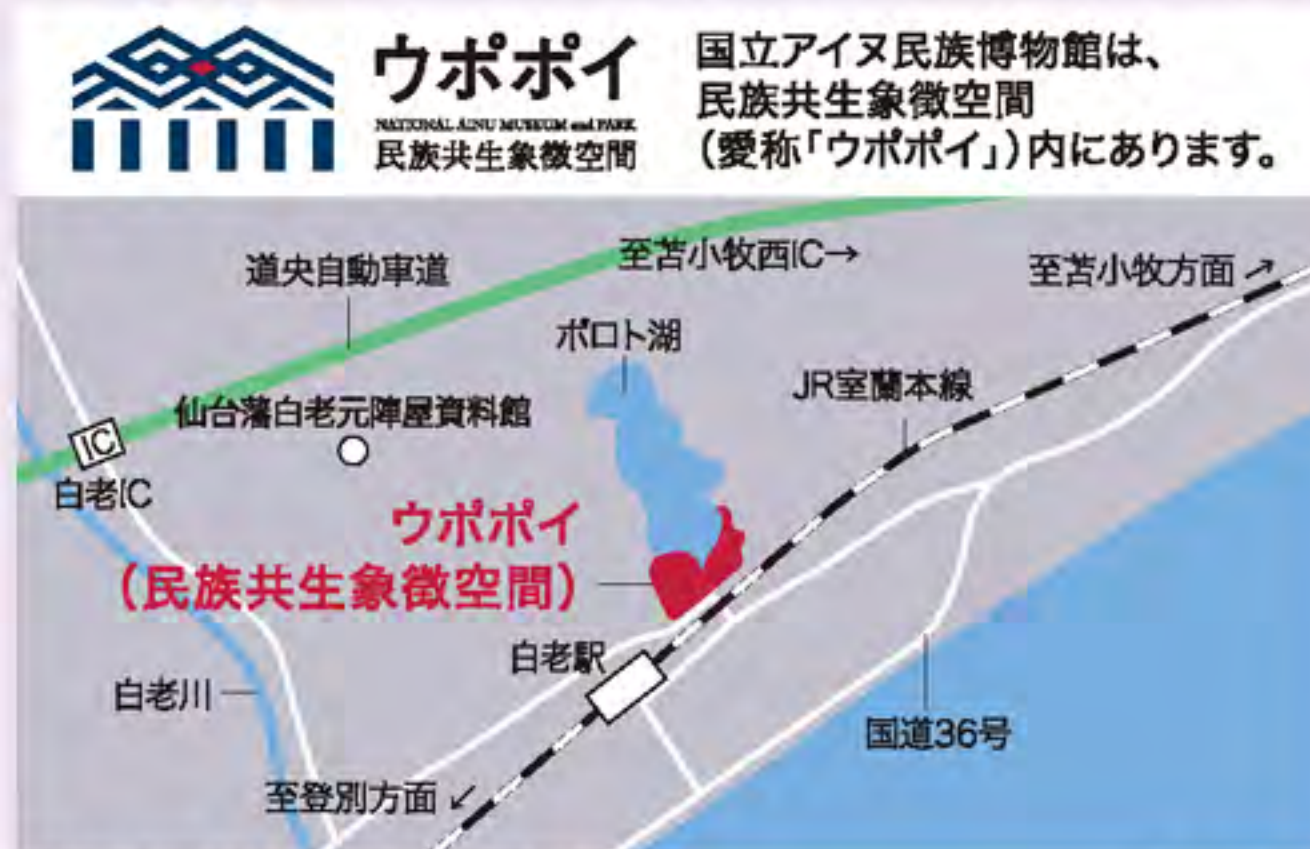 ウポポイ
NATIONAL AINU MUSEUM and PARK
民族共生象徴空間
国立アイヌ民族博物館は、
民族共生象徴空間
（愛称「ウポポイ」）内にあります。
道央自動車道
至苫小牧西IC→
至苫小牧方面↗
ポロト湖
JR室蘭本線
仙台藩白老元陣屋資料館
IC
白老IC
ウポポイ
（民族共生象徴空間）
白老駅
白老川
国道36号
至登別方面↙